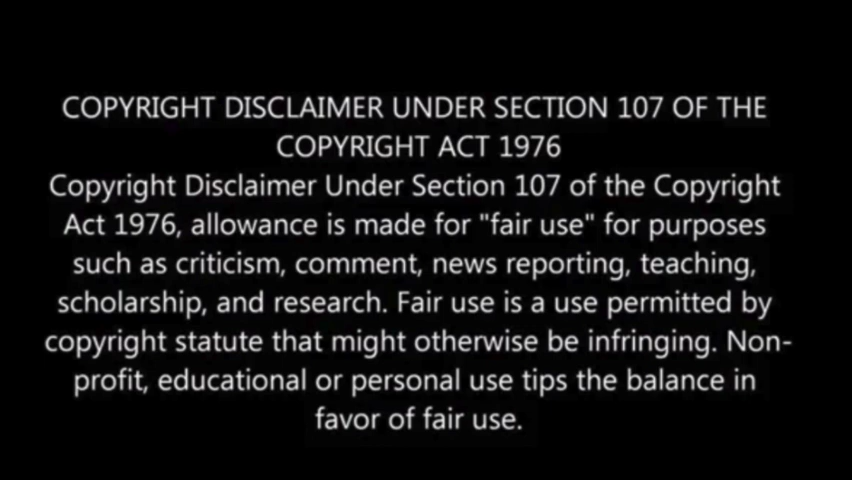 COPYRIGHT DISCLAIMER UNDER SECTION 107 OF THE
COPYRIGHT ACT 1976
Copyright Disclaimer Under Section 107 of the Copyright
Act 1976, allowance is made for "fair use" for purposes
such as criticism, comment, news reporting, teaching,
scholarship, and research. Fair use is a use permitted by
copyright statute that might otherwise be infringing. Non-
profit, educational or personal use tips the balance in
favor of fair use.